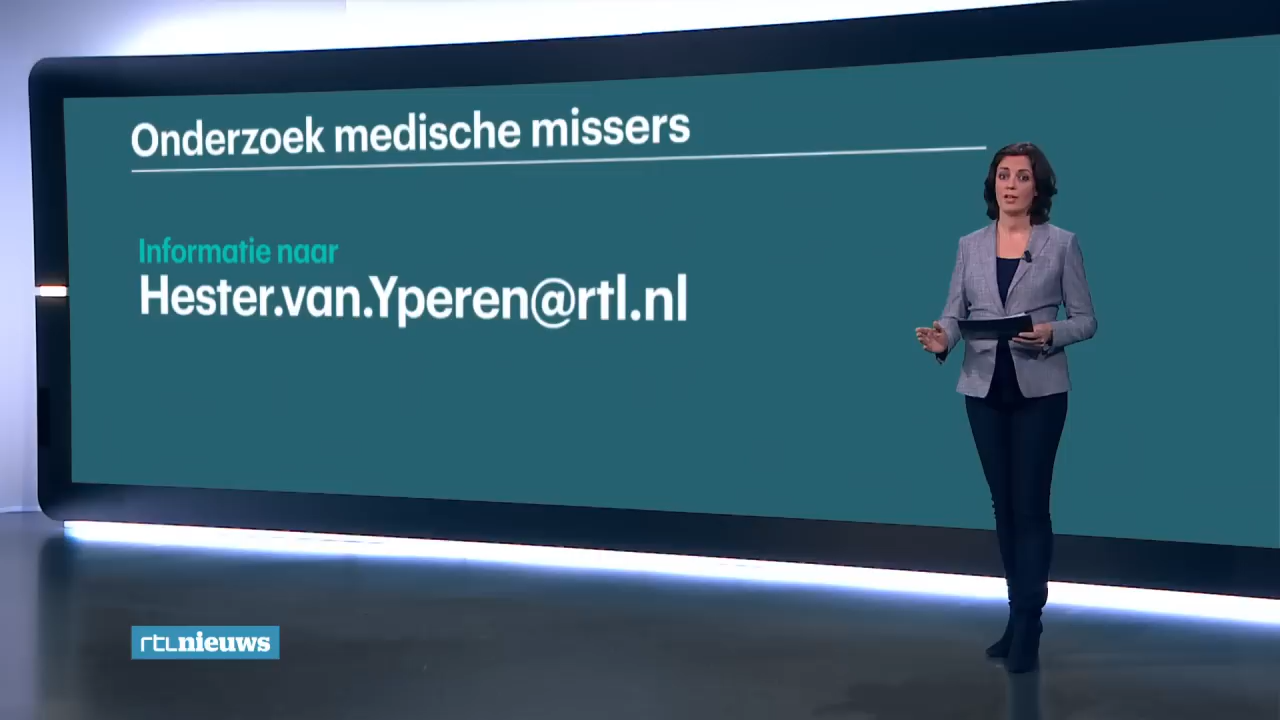 Onderzoek medische missers
Informatie naar
Hester.van.Yperen@rtl.nl
rtlnieuws